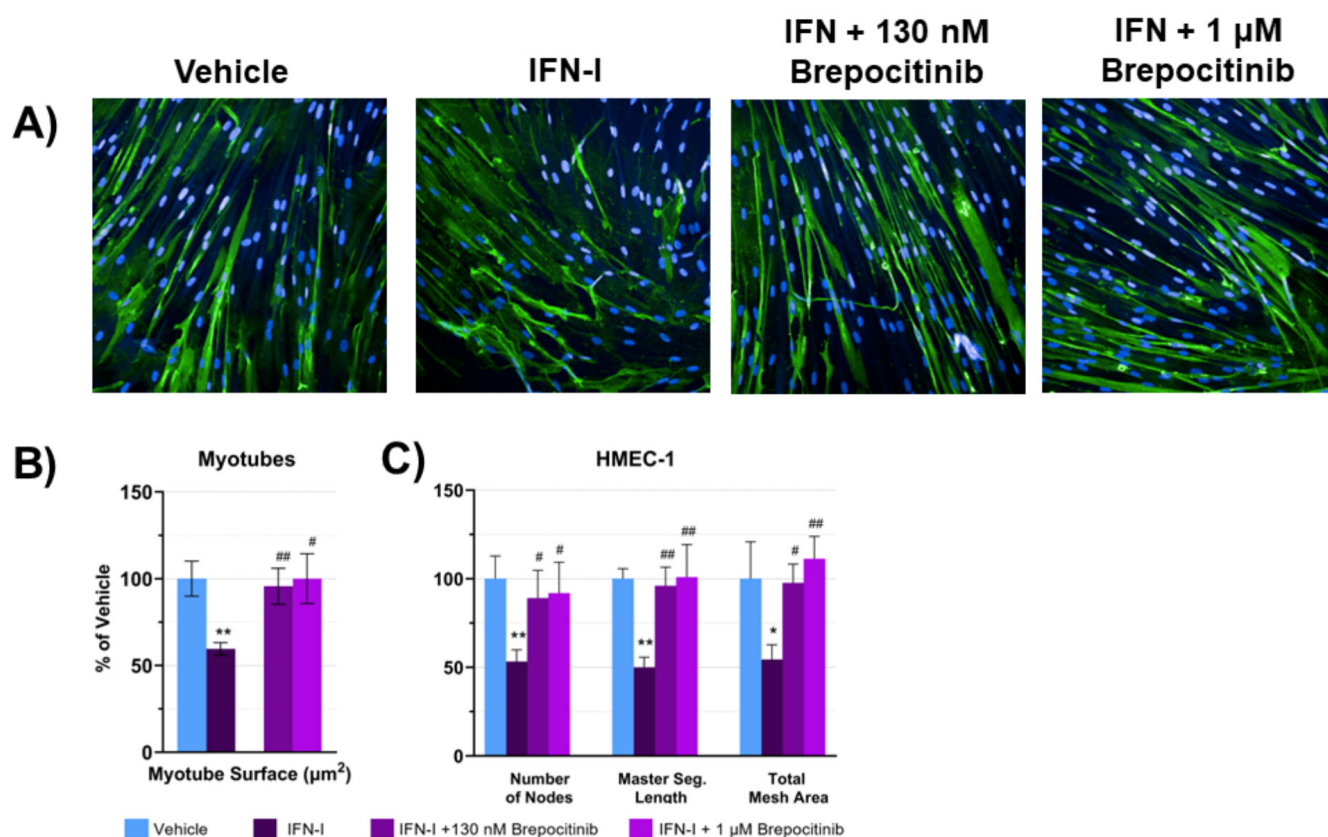 Vehicle
IFN-I
IFN + 130 nM
Brepocitinib
IFN + 1 µM
Brepocitinib
A)
B)
Myotubes
% of Vehicle
150
100
50
0
**
##
#
Myotube Surface (µm²)
C)
HMEC-1
150
100
50
0
**
#
#
**
##
##
*
#
##
Number
of Nodes
Master Seg.
Length
Total
Mesh Area
Vehicle
IFN-I
IFN-I +130 nM Brepocitinib
IFN-I + 1 µM Brepocitinib